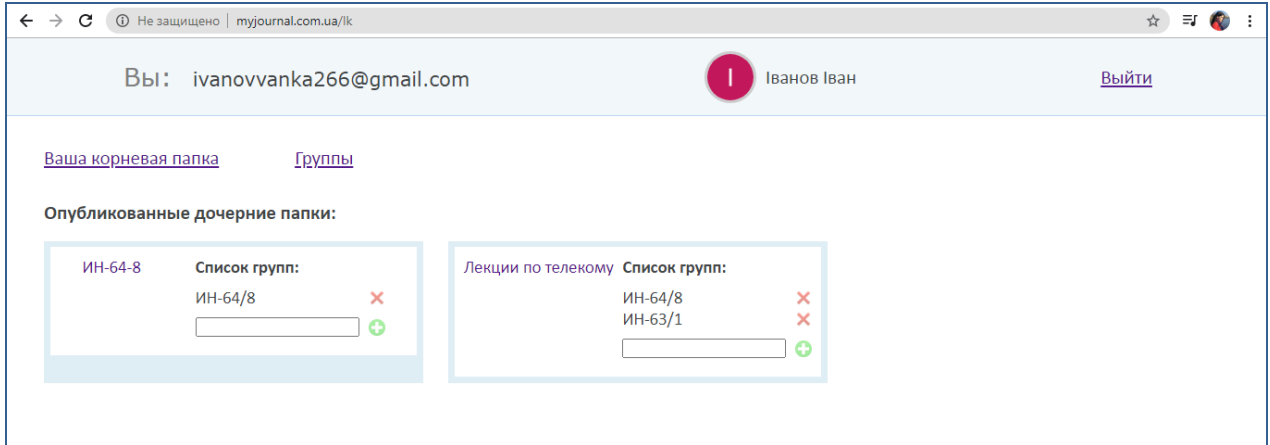 Не защищено | myjournal.com.ua/lk
Вы: ivanovvanka266@gmail.com
І Іванов Іван
Выйти
Ваша корневая папка Группы
Опубликованные дочерние папки:
ИН-64-8 Список групп:
ИН-64/8
Лекции по телекому Список групп:
ИН-64/8
ИН-63/1